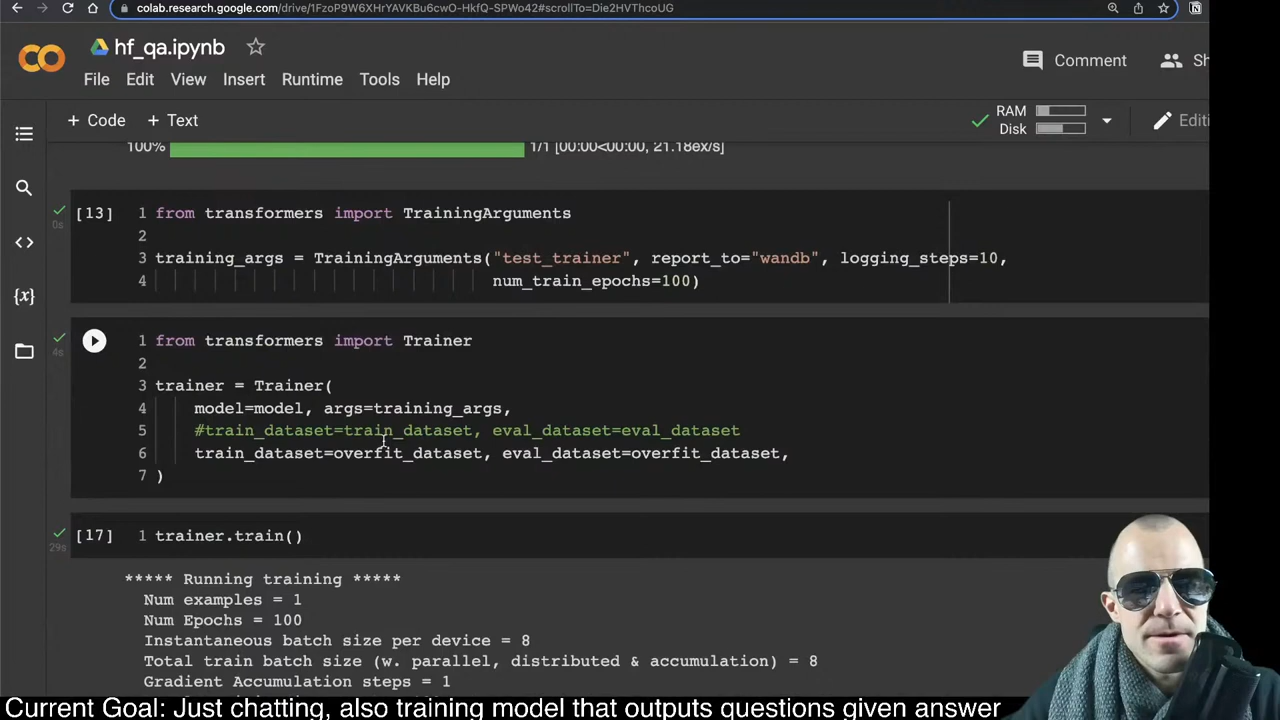 colab.research.google.com/drive/1FzoP9W6XHrYAVKBu6cwO-HkfQ-SPWo42#scrollTo=Die2HVThcoUG
hf_qa.ipynb
File Edit View Insert Runtime Tools Help
Comment
Sh
+ Code + Text
RAM
Disk
Editi
100% 1/1 [00:00<00:00, 21.18ex/s]
[13] 1 from transformers import TrainingArguments
0s
2
3 training_args = TrainingArguments("test_trainer", report_to="wandb", logging_steps=10,
4 num_train_epochs=100)
1 from transformers import Trainer
4s
2
3 trainer = Trainer(
4 model=model, args=training_args,
5 #train_dataset=train_dataset, eval_dataset=eval_dataset
6 train_dataset=overfit_dataset, eval_dataset=overfit_dataset,
7 )
[17] 1 trainer.train()
29s
***** Running training *****
Num examples = 1
Num Epochs = 100
Instantaneous batch size per device = 8
Total train batch size (w. parallel, distributed & accumulation) = 8
Gradient Accumulation steps = 1
Current Goal: Just chatting, also training model that outputs questions given answer